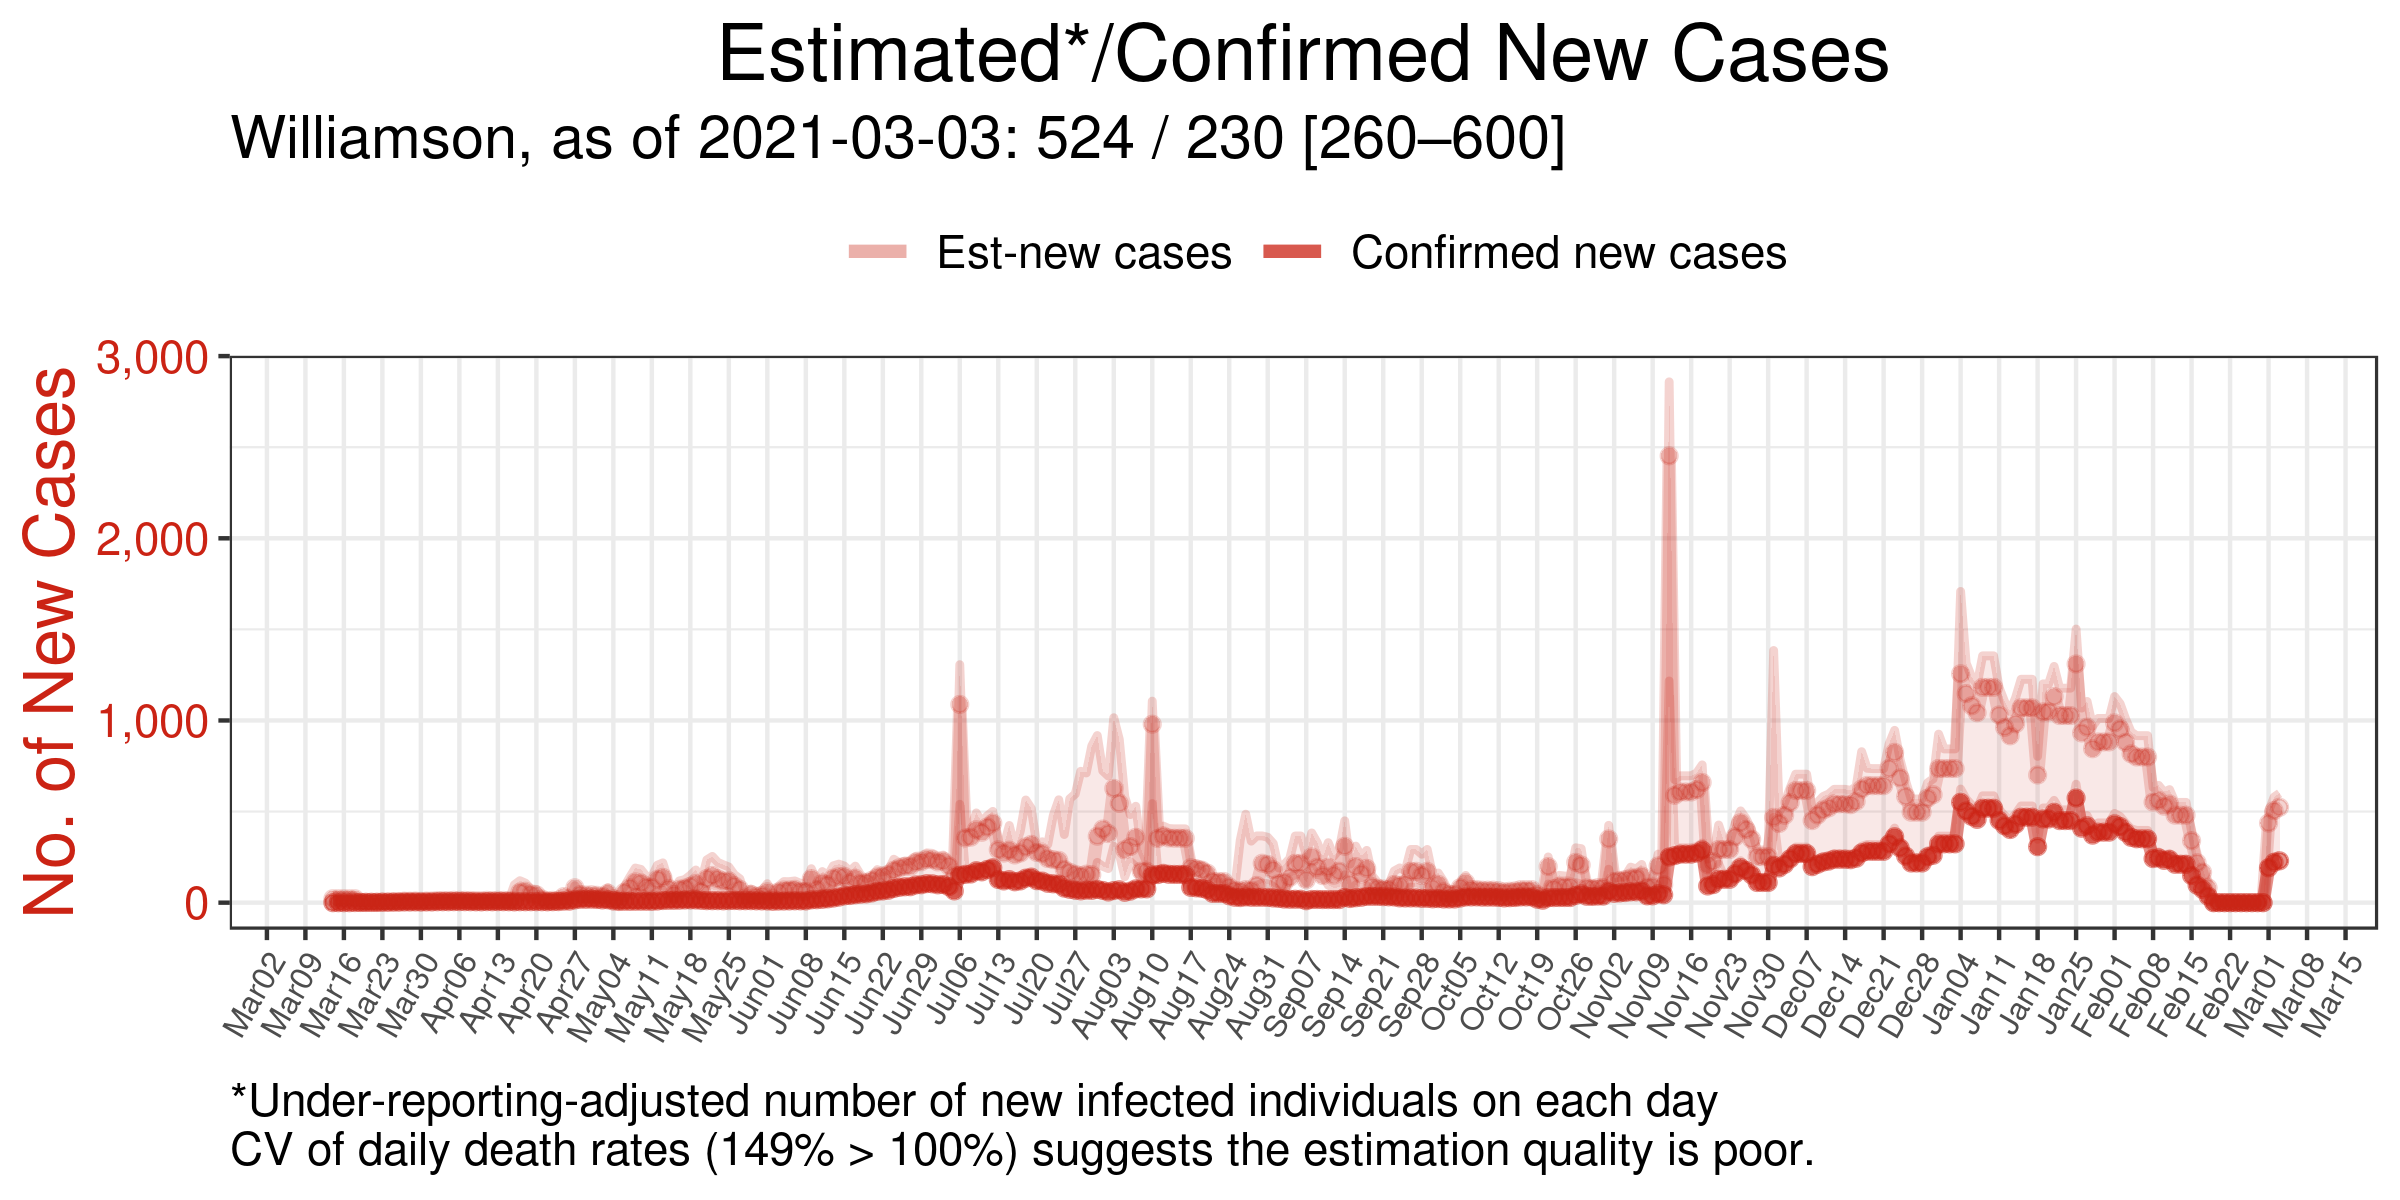 Estimated*/Confirmed New Cases
Williamson, as of 2021-03-03: 524 / 230 [260–600]
Est-new cases Confirmed new cases
No. of New Cases
3,000
2,000
1,000
0
Mar02 Mar09 Mar16 Mar23 Mar30 Apr06 Apr13 Apr20 Apr27 May04 May11 May18 May25 Jun01 Jun08 Jun15 Jun22 Jun29 Jul06 Jul13 Jul20 Jul27 Aug03 Aug10 Aug17 Aug24 Aug31 Sep07 Sep14 Sep21 Sep28 Oct05 Oct12 Oct19 Oct26 Nov02 Nov09 Nov16 Nov23 Nov30 Dec07 Dec14 Dec21 Dec28 Jan04 Jan11 Jan18 Jan25 Feb01 Feb08 Feb15 Feb22 Mar01 Mar08 Mar15
*Under-reporting-adjusted number of new infected individuals on each day
CV of daily death rates (149% > 100%) suggests the estimation quality is poor.